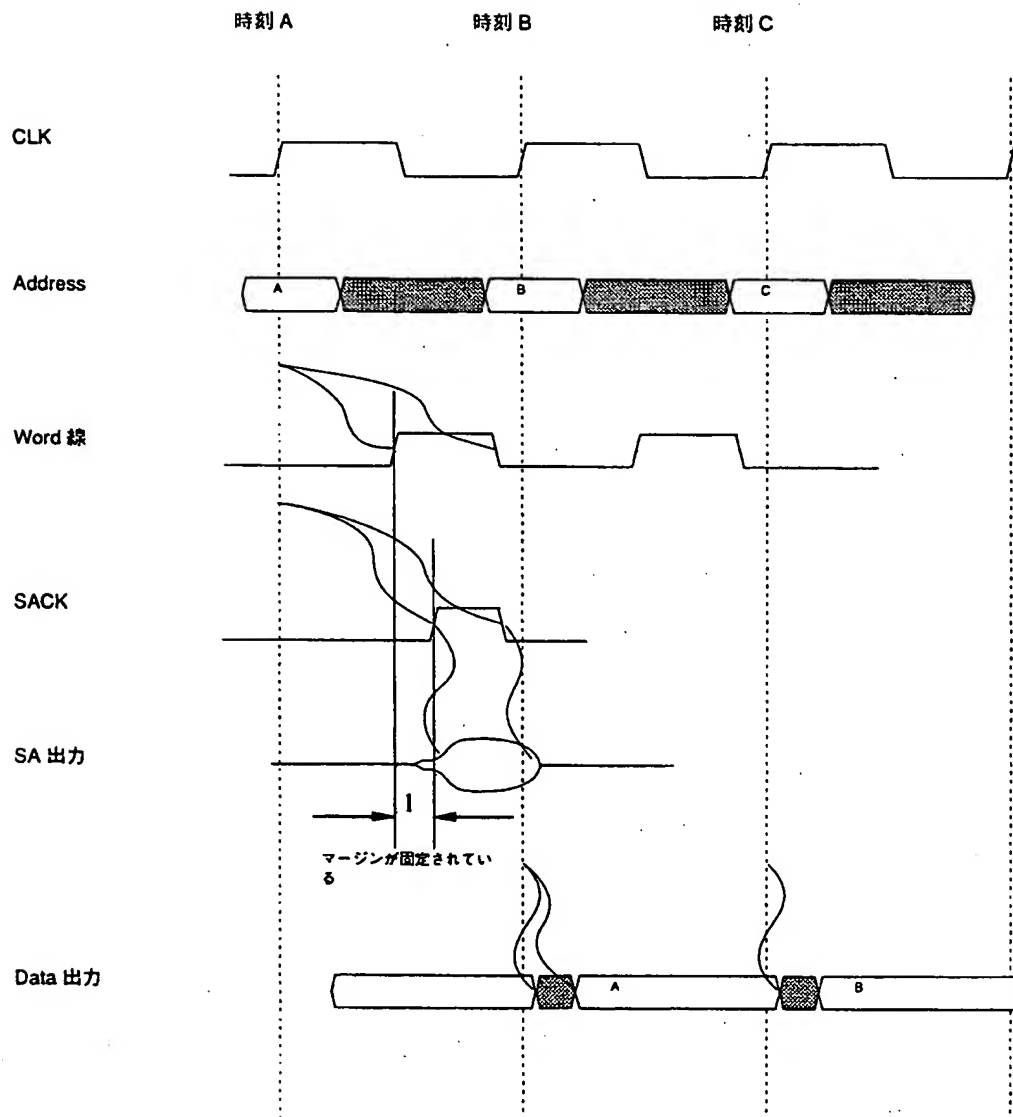 時刻 A
時刻 B
時刻 C
CLK
Address
A
B
C
Word 線
SACK
SA 出力
1
マージンが固定されてい
る
Data 出力
A
B